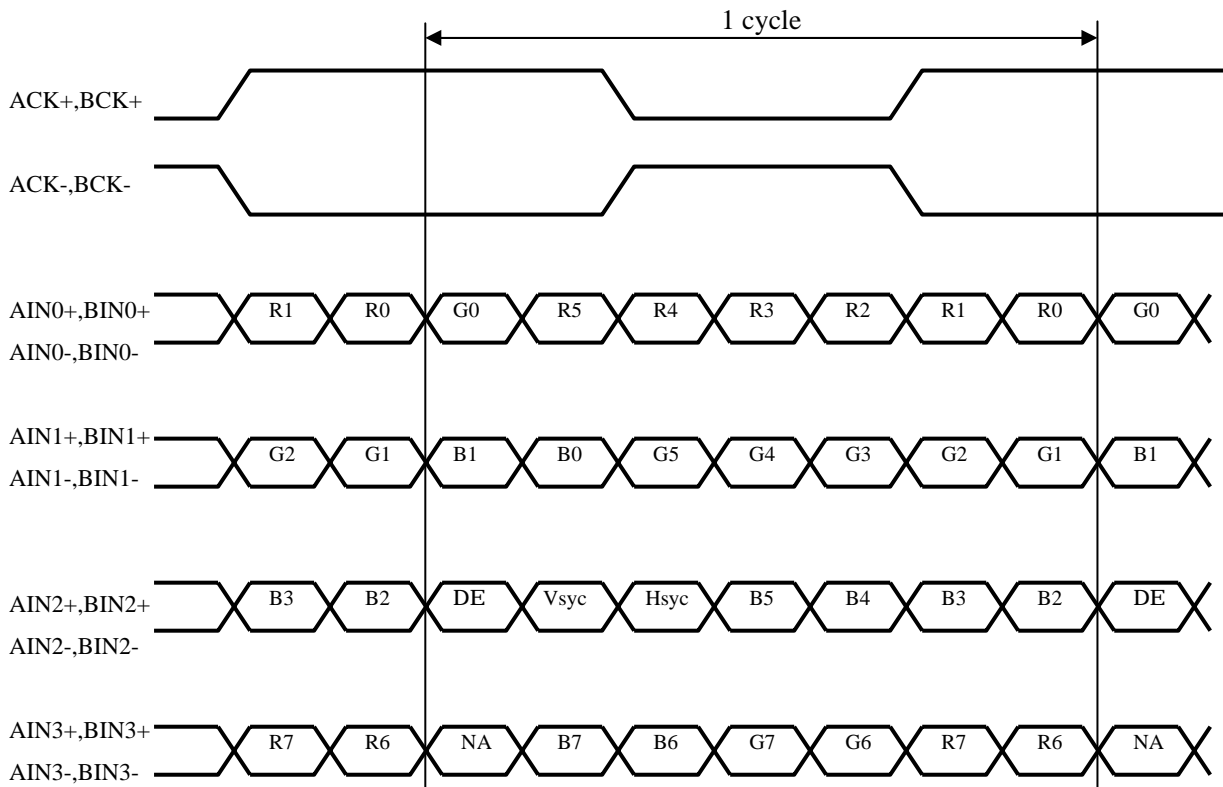 1 cycle
ACK+,BCK+
ACK-,BCK-
AIN0+,BIN0+
R1 R0 G0 R5 R4 R3 R2 R1 R0 G0
AIN0-,BIN0-
AIN1+,BIN1+
G2 G1 B1 B0 G5 G4 G3 G2 G1 B1
AIN1-,BIN1-
AIN2+,BIN2+
B3 B2 DE Vsyc Hsyc B5 B4 B3 B2 DE
AIN2-,BIN2-
AIN3+,BIN3+
R7 R6 NA B7 B6 G7 G6 R7 R6 NA
AIN3-,BIN3-